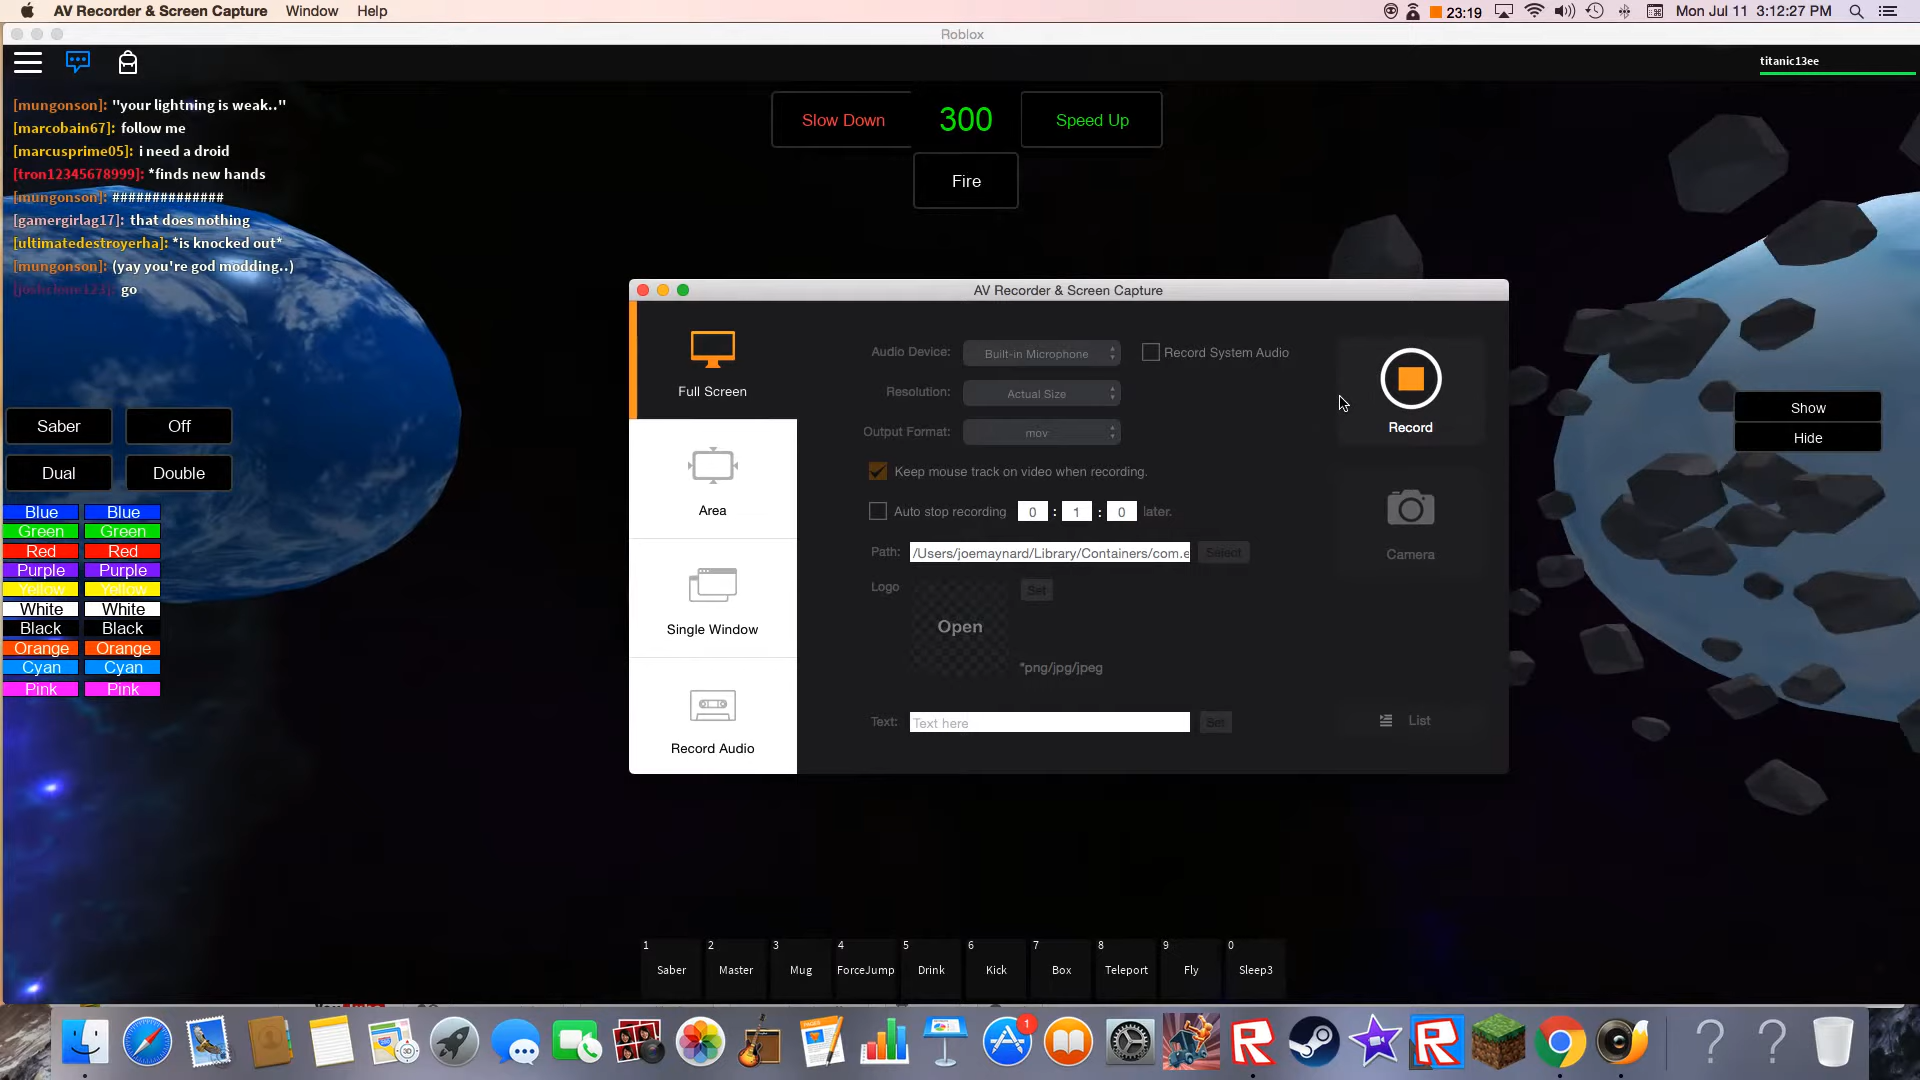 AV Recorder & Screen Capture Window Help 23:19 Mon Jul 11 3:12:27 PM
Roblox
titanic13ee
[mungonson]: "your lightning is weak.."
[marcobain67]: follow me
[marcusprime05]: i need a droid
[tron12345678999]: *finds new hands
[mungonson]: ##############
[gamergirlag17]: that does nothing
[ultimatedestroyerha]: *is knocked out*
[mungonson]: (yay you're god modding..)
go
Slow Down 300 Speed Up
Fire
Saber Off
Dual Double
Blue Blue
Green Green
Red Red
Purple Purple
Yellow Yellow
White White
Black Black
Orange Orange
Cyan Cyan
Pink Pink
AV Recorder & Screen Capture
Full Screen
Area
Single Window
Record Audio
Audio Device: Built-in Microphone Record System Audio
Resolution: Actual Size
Output Format: mov
Keep mouse track on video when recording.
Auto stop recording 0 : 1 : 0 later.
Path: /Users/joemaynard/Library/Containers/com.e Select
Logo Set
Open
*png/jpg/jpeg
Text: Text here Set
Record
Camera
List
Show
Hide
1 2 3 4 5 6 7 8 9 0
Saber Master Mug ForceJump Drink Kick Box Teleport Fly Sleep3
1